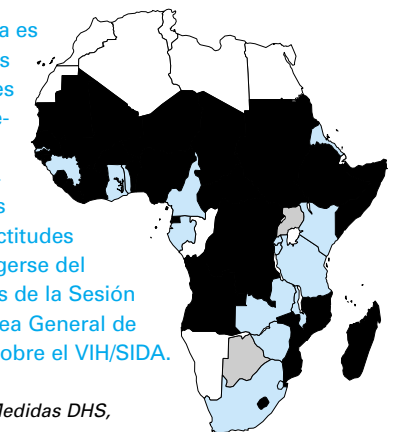 a es
s
es
e-
s
ctitudes
gerse del
s de la Sesión
ea General de
obre el VIH/SIDA.
Medidas DHS,